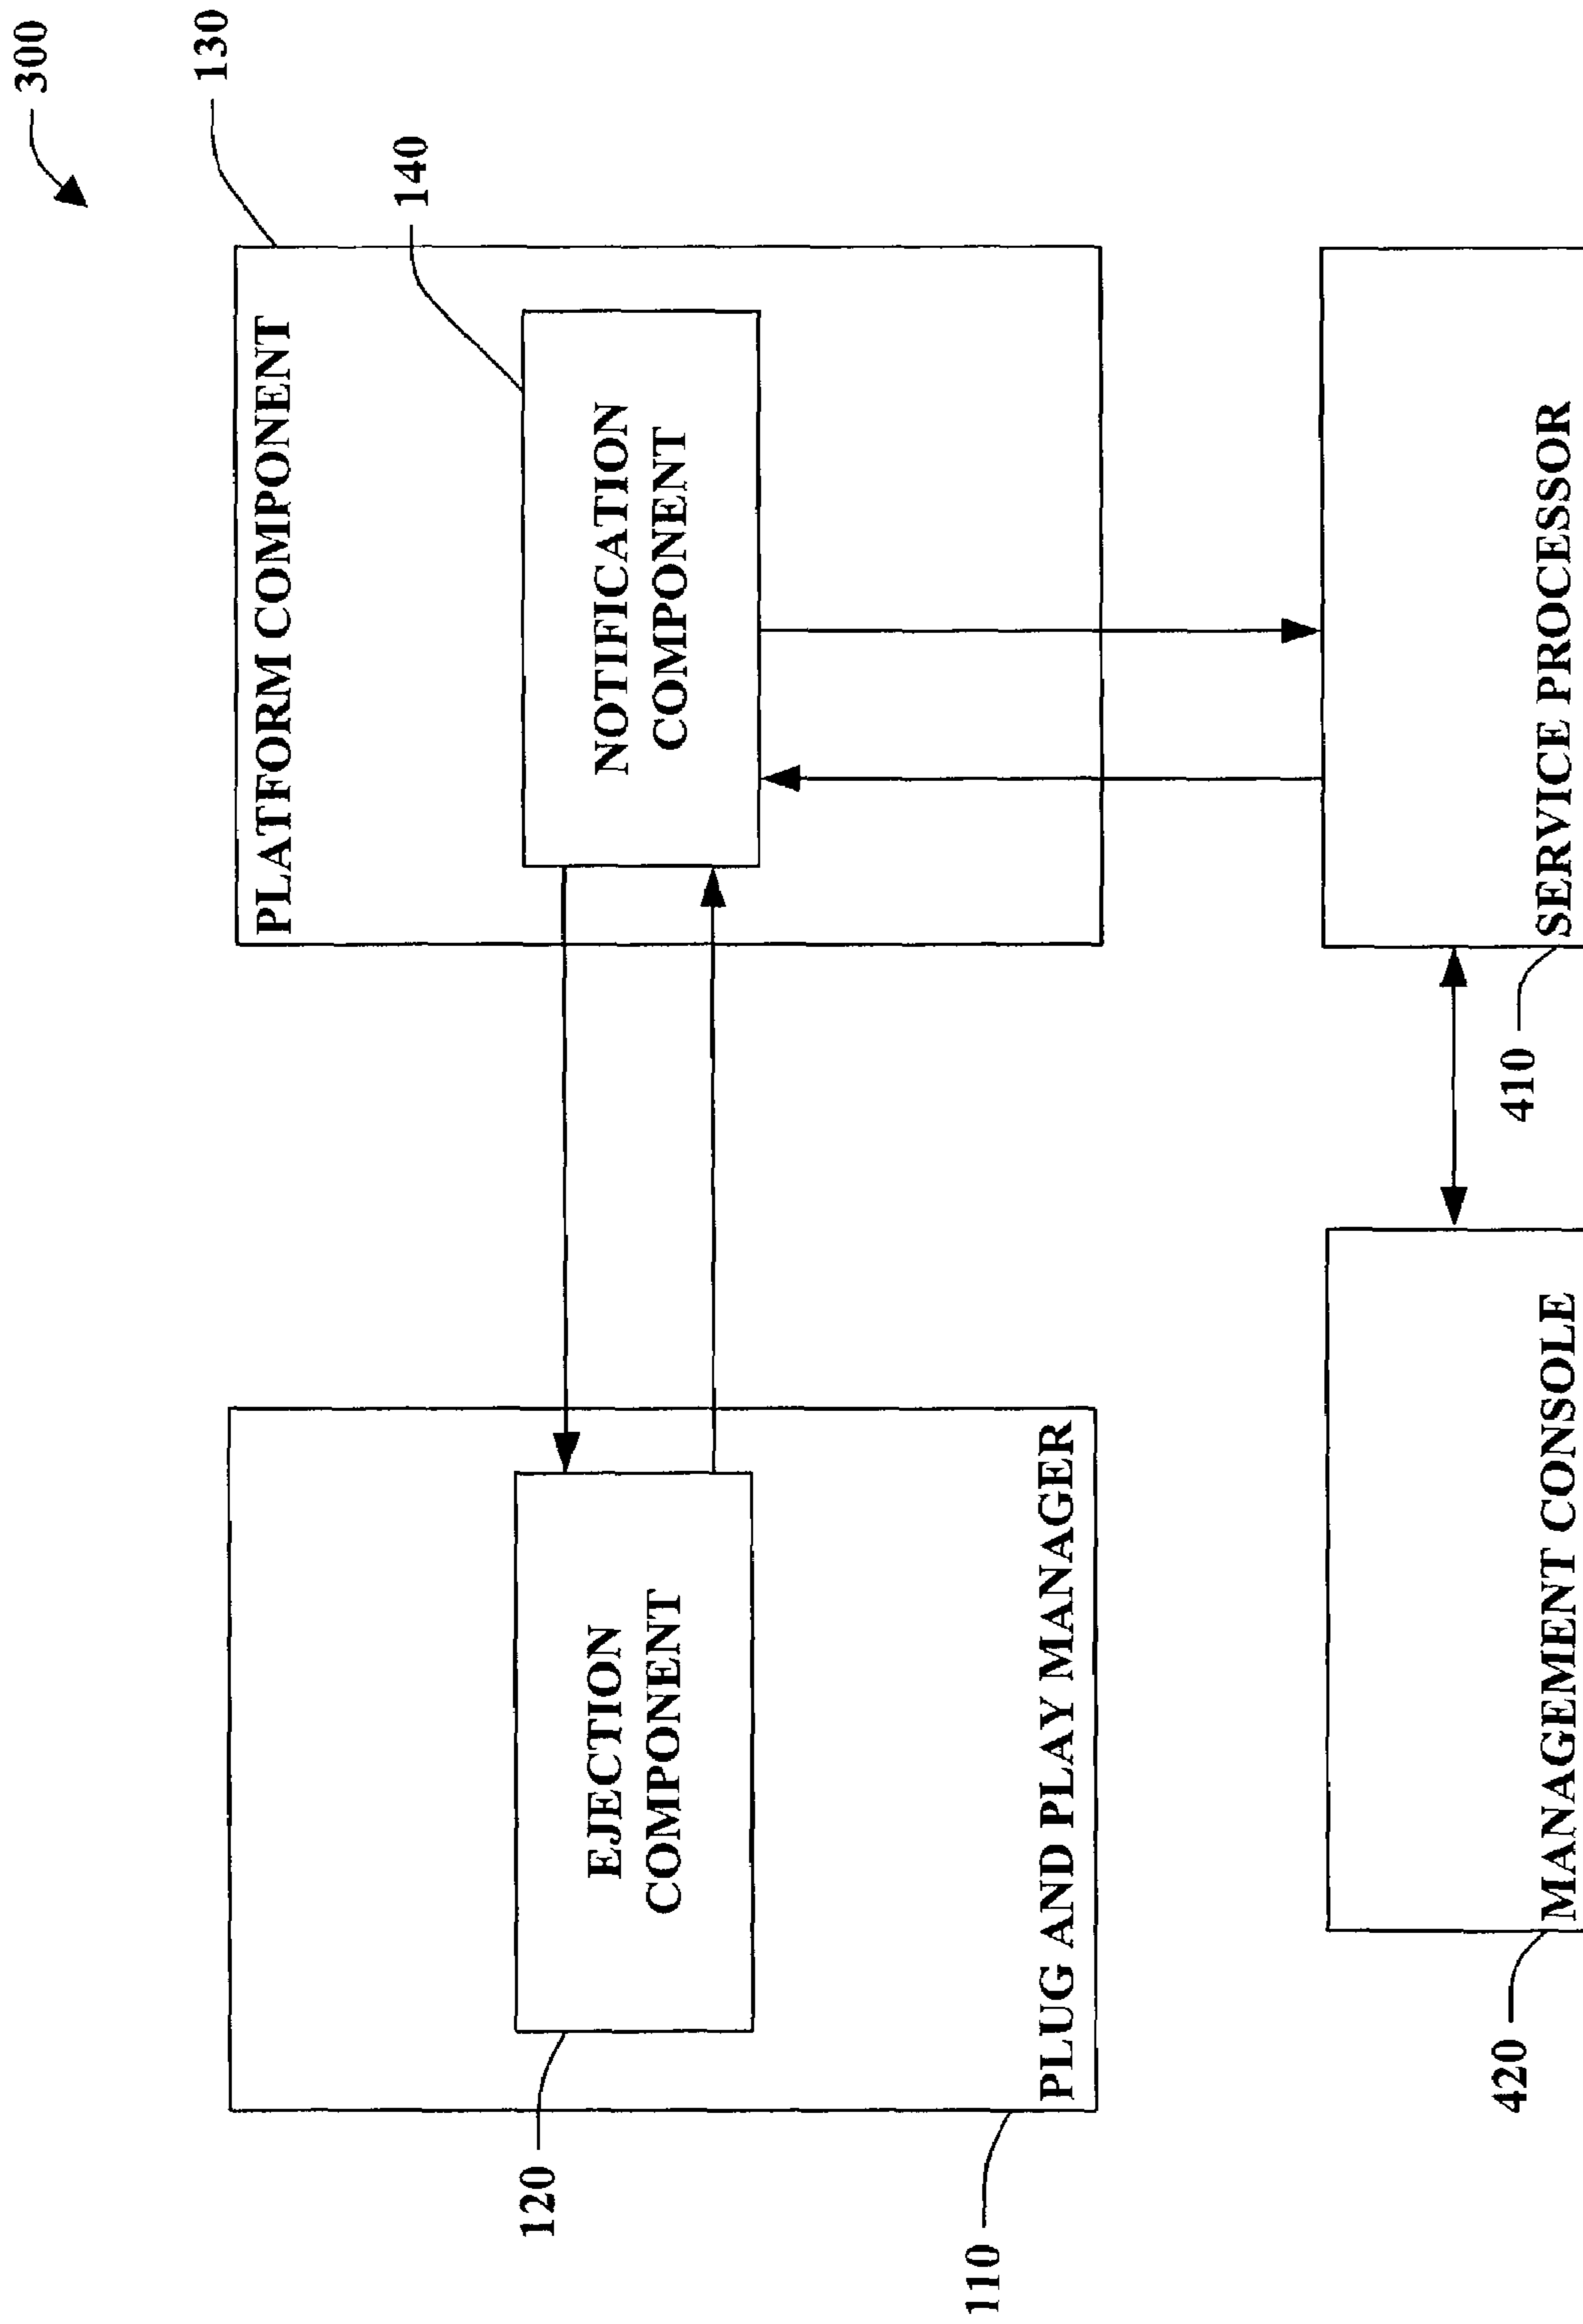 300
130
PLATFORM COMPONENT
140
NOTIFICATION
COMPONENT
120
EJECTION
COMPONENT
110
PLUG AND PLAY MANAGER
410
SERVICE PROCESSOR
420
MANAGEMENT CONSOLE